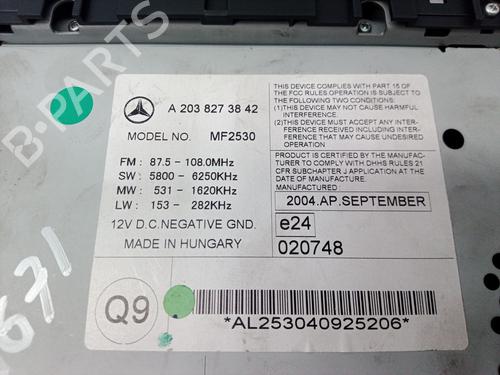 THIS DEVICE COMPLIES WITH PART 15 OF
THE FCC RULES OPERATION IS SUBJECT TO
THE FOLLOWING TWO CONDITIONS:
(1)THIS DEVICE MAY NOT CAUSE HARMFUL
INTERFERENCE.
(2)THIS DEVICE MUST ACCEPT ANY
INTERFERENCE RECEIVED, INCLUDING
INTERFERENCE THAT MAY CAUSE UNDESIRED
OPERATION
A 203 827 38 42
MODEL NO. MF2530
FM : 87.5 - 108.0MHz
SW : 5800 - 6250KHz
MW : 531 - 1620KHz
LW : 153 - 282KHz
12V D.C. NEGATIVE GND.
MADE IN HUNGARY
PRODUCT IS CERTIFIED BY THE MANUFAC-
TURER TO COMPLY WITH DHHS RULES 21
CFR SUBCHAPTER J APPLICATION AT THE
DATE OF MANUFACTURE.
2004.AP.SEPTEMBER
e24
020748
Q9
*AL253040925206*
671
B-PARTS